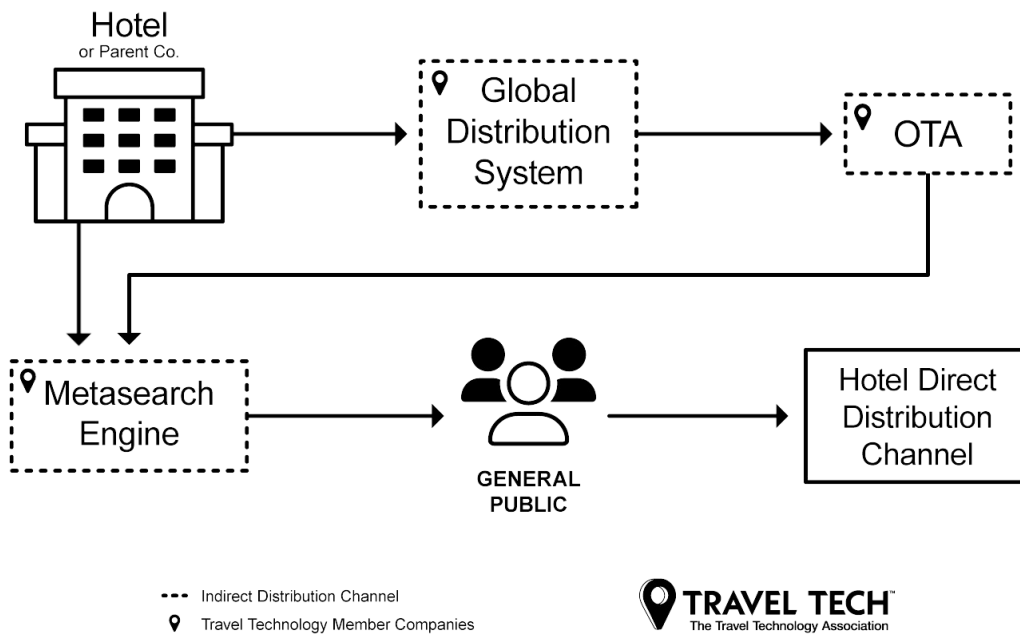 Hotel
or Parent Co.
Global
Distribution
System
OTA
Metasearch
Engine
GENERAL
PUBLIC
Hotel Direct
Distribution
Channel
Indirect Distribution Channel
Travel Technology Member Companies
TRAVEL TECH™
The Travel Technology Association